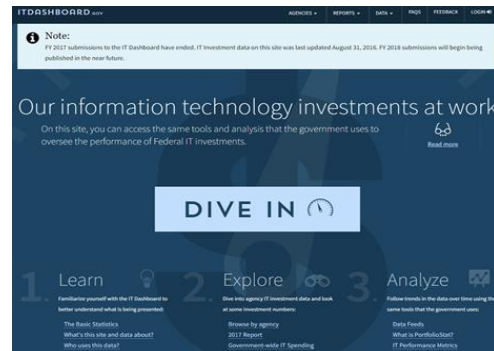 ITDASHBOARD.GOV
AGENCIES REPORTS DATA FAQS FEEDBACK LOGIN
Note:
FY 2017 submissions to the IT Dashboard have ended. IT Investment data on this site was last updated August 31, 2016. FY 2018 submissions will begin being
published in the near future.
Our information technology investments at work
On this site, you can access the same tools and analysis that the government uses to
oversee the performance of Federal IT investments.
Read more
DIVE IN
1. Learn
Familiarize yourself with the IT Dashboard to
better understand what is being presented:
The Basic Statistics
What's this site and data about?
Who uses this data?
2. Explore
Dive into agency IT investment data and look
at some investment numbers:
Browse by agency
2017 Report
Government-wide IT Spending
3. Analyze
Follow trends in the data over time using the
same tools that the government uses:
Data Feeds
What is PortfolioStat?
IT Performance Metrics